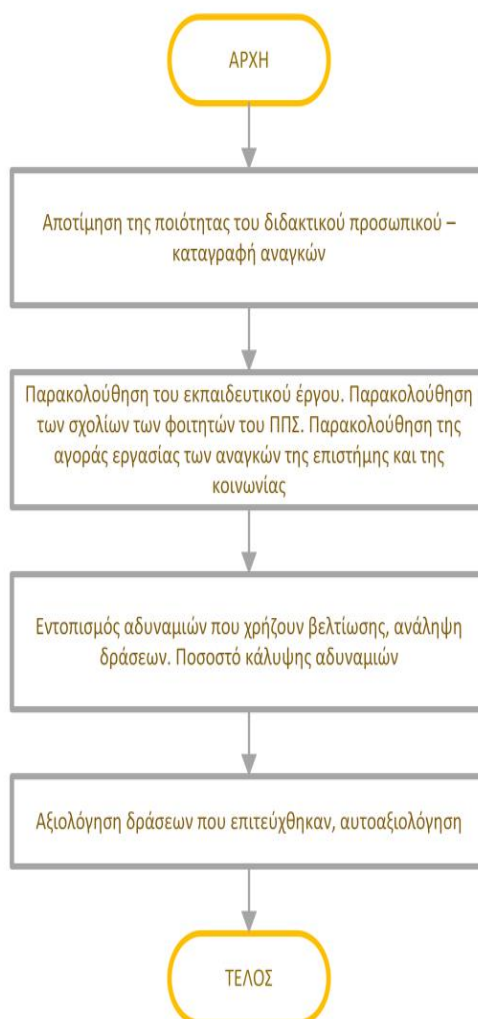 ΑΡΧΗ
Αποτίμηση της ποιότητας του διδακτικού προσωπικού –
καταγραφή αναγκών
Παρακολούθηση του εκπαιδευτικού έργου. Παρακολούθηση
των σχολίων των φοιτητών του ΠΠΣ. Παρακολούθηση της
αγοράς εργασίας των αναγκών της επιστήμης και της
κοινωνίας
Εντοπισμός αδυναμιών που χρήζουν βελτίωσης, ανάληψη
δράσεων. Ποσοστό κάλυψης αδυναμιών
Αξιολόγηση δράσεων που επιτεύχθηκαν, αυτοαξιολόγηση
ΤΕΛΟΣ